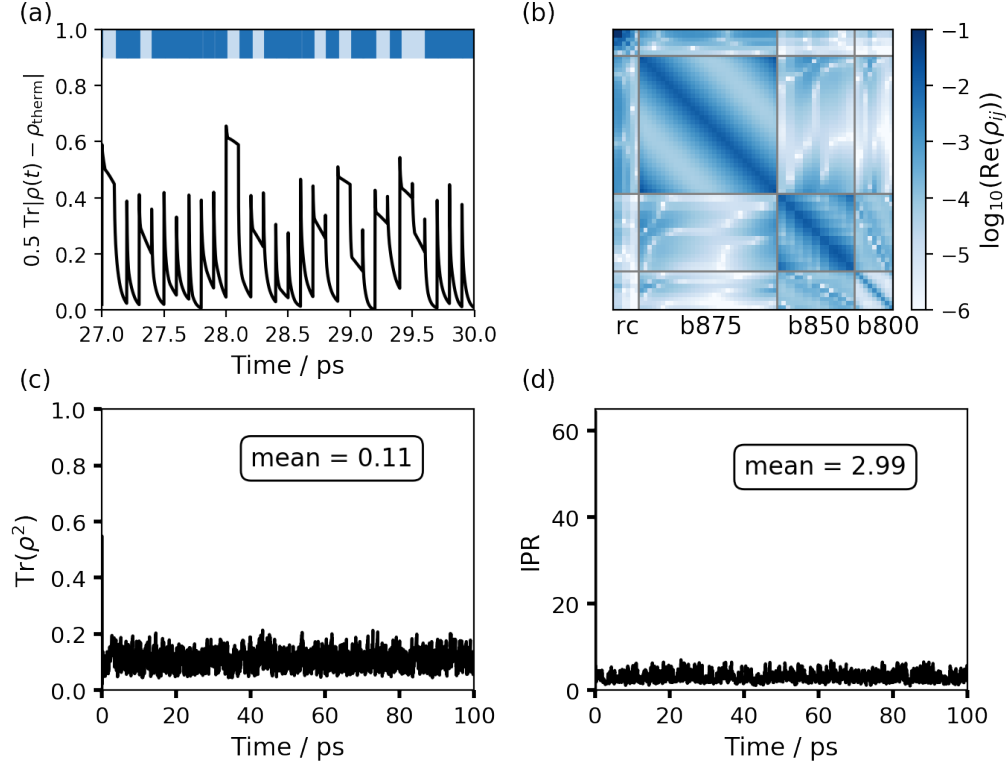 (a)
1.0
0.8
0.6
0.4
0.2
0.0
0.5 Tr|ρ(t) − ρ_therm|
27.0 27.5 28.0 28.5 29.0 29.5 30.0
Time / ps
(b)
rc b875 b850 b800
−1
−2
−3
−4
−5
−6
log₁₀(Re(ρ_ij))
(c)
1.0
0.8
0.6
0.4
0.2
0.0
Tr(ρ²)
mean = 0.11
0 20 40 60 80 100
Time / ps
(d)
60
40
20
0
IPR
mean = 2.99
0 20 40 60 80 100
Time / ps